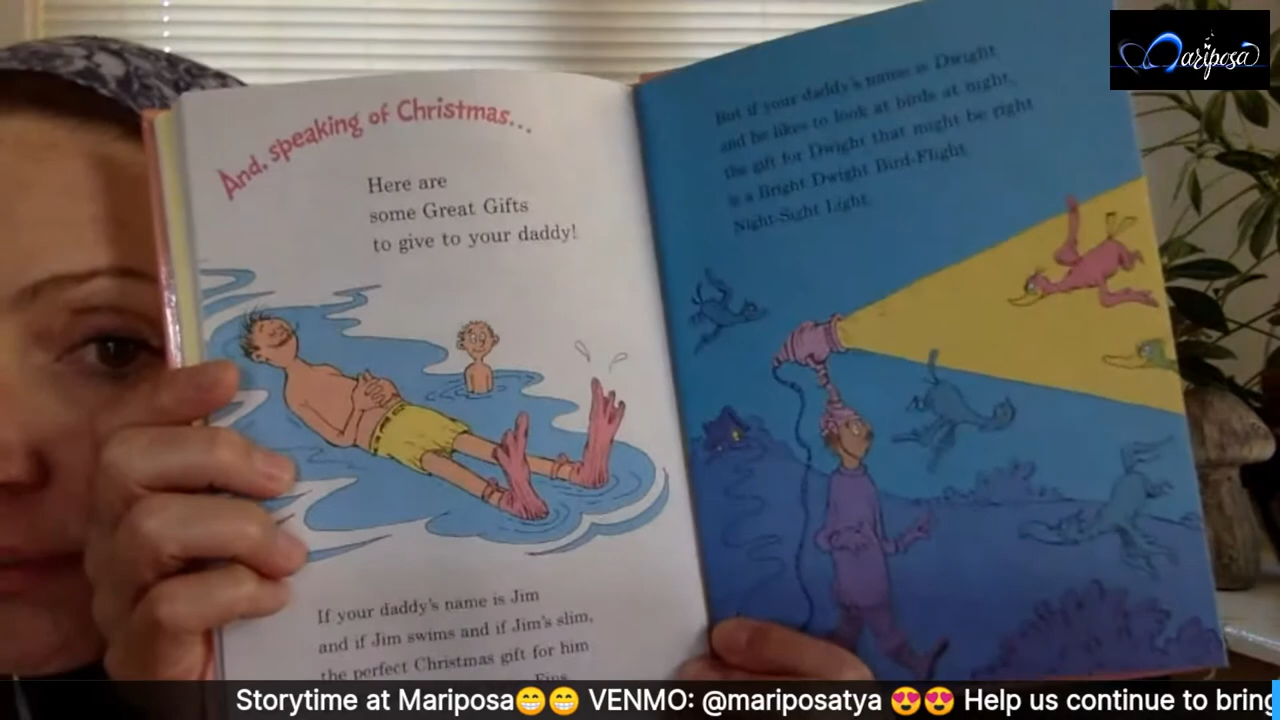 Mariposa
And, speaking of Christmas...
Here are
some Great Gifts
to give to your daddy!
If your daddy's name is Jim
and if Jim swims and if Jim's slim,
the perfect Christmas gift for him
Fins
But if your daddy's name is Dwight
and he likes to look at birds at night,
the gift for Dwight that might be right
is a Bright Dwight Bird-Flight
Night-Sight Light.
Storytime at Mariposa😁😁 VENMO: @mariposatya 😍😍 Help us continue to bring